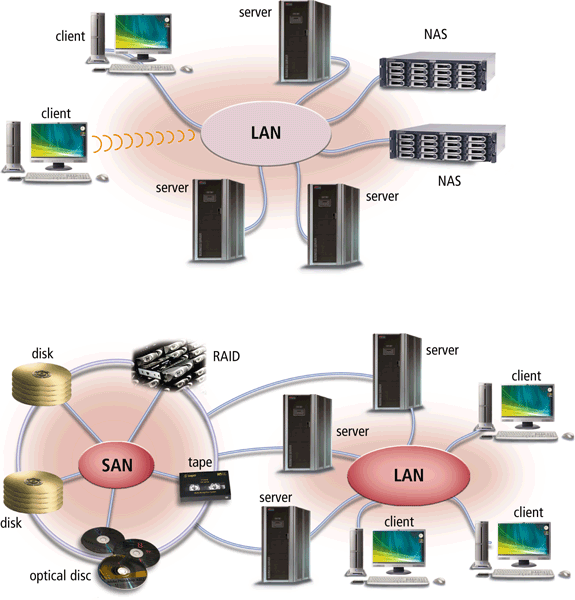 server
client
NAS
client
LAN
NAS
server
server
disk
RAID
server
client
SAN
tape
server
LAN
disk
server
client
client
optical disc